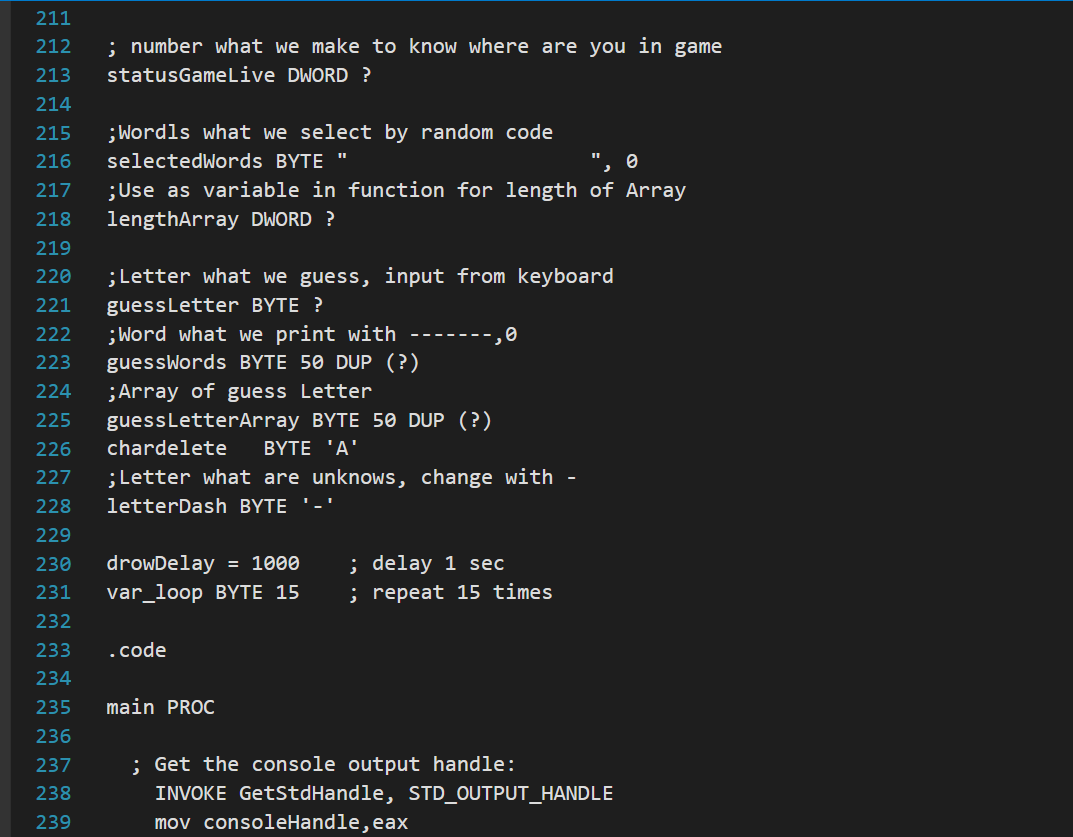 211
212 ; number what we make to know where are you in game
213 statusGameLive DWORD ?
214
215 ;Wordls what we select by random code
216 selectedWords BYTE "                    ", 0
217 ;Use as variable in function for length of Array
218 lengthArray DWORD ?
219
220 ;Letter what we guess, input from keyboard
221 guessLetter BYTE ?
222 ;Word what we print with -------,0
223 guessWords BYTE 50 DUP (?)
224 ;Array of guess Letter
225 guessLetterArray BYTE 50 DUP (?)
226 chardelete   BYTE 'A'
227 ;Letter what are unknows, change with -
228 letterDash BYTE '-'
229
230 drowDelay = 1000    ; delay 1 sec
231 var_loop BYTE 15    ; repeat 15 times
232
233 .code
234
235 main PROC
236
237   ; Get the console output handle:
238     INVOKE GetStdHandle, STD_OUTPUT_HANDLE
239     mov consoleHandle,eax